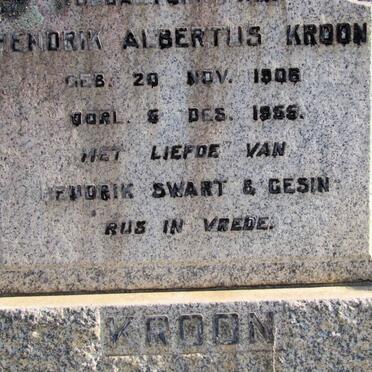 HENDRIK ALBERTUS KROON
GEB. 20 NOV. 1906
OORL. 5 DES. 1955.
MET LIEFDE VAN
HENDRIK SWART & GESIN
RUS IN VREDE.
KROON